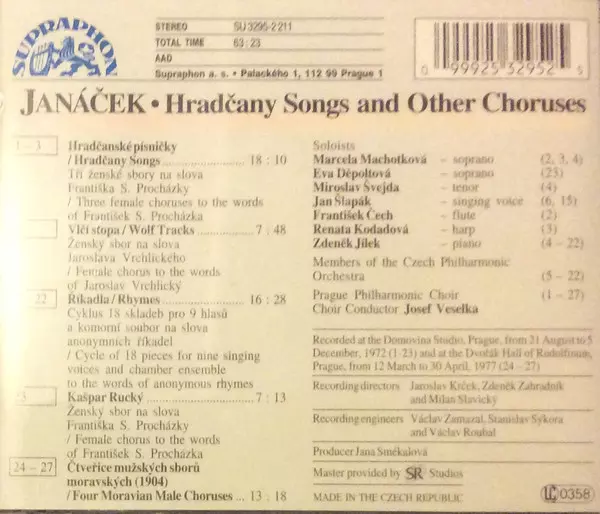 SUPRAPHON
STEREO SU 3295-2 211
TOTAL TIME 63:23
AAD
Supraphon a. s. • Palackého 1, 112 99 Prague 1
0 99925 32952 5
JANÁČEK • Hradčany Songs and Other Choruses
1 – 3 Hradčanské písničky
/ Hradčany Songs ........................ 18 : 10
Tři ženské sbory na slova
Františka S. Procházky
/ Three female choruses to the words
of František S. Procházky
Vlčí stopa / Wolf Tracks ................ 7 : 48
Ženský sbor na slova
Jaroslava Vrchlického
/ Female chorus to the words
of Jaroslav Vrchlický
22 Říkadla / Rhymes ........................ 16 : 28
Cyklus 18 skladeb pro 9 hlasů
a komorní soubor na slova
anonymních říkadel
/ Cycle of 18 pieces for nine singing
voices and chamber ensemble
to the words of anonymous rhymes
3 Kašpar Rucký ............................. 7 : 13
Ženský sbor na slova
Františka S. Procházky
/ Female chorus to the words
of František S. Procházky
24 – 27 Čtveřice mužských sborů
moravských (1904)
/ Four Moravian Male Choruses ... 13 : 18
Soloists
Marcela Machotková – soprano (2, 3, 4)
Eva Děpoltová – soprano (23)
Miroslav Švejda – tenor (4)
Jan Šlapák – singing voice (6, 15)
František Čech – flute (2)
Renata Kodadová – harp (3)
Zdeněk Jílek – piano (4 – 22)
Members of the Czech Philharmonic
Orchestra (5 – 22)
Prague Philharmonic Choir (1 – 27)
Choir Conductor Josef Veselka
Recorded at the Domovina Studio, Prague, from 21 August to 5
December, 1972 (1-23) and at the Dvořák Hall of Rudolfinum,
Prague, from 12 March to 30 April, 1977 (24 – 27)
Recording directors Jaroslav Krček, Zdeněk Zahradník
and Milan Slavický
Recording engineers Václav Zamazal, Stanislav Sýkora
and Václav Roubal
Producer Jana Smékalová
Master provided by SR Studios
MADE IN THE CZECH REPUBLIC
LC 0358